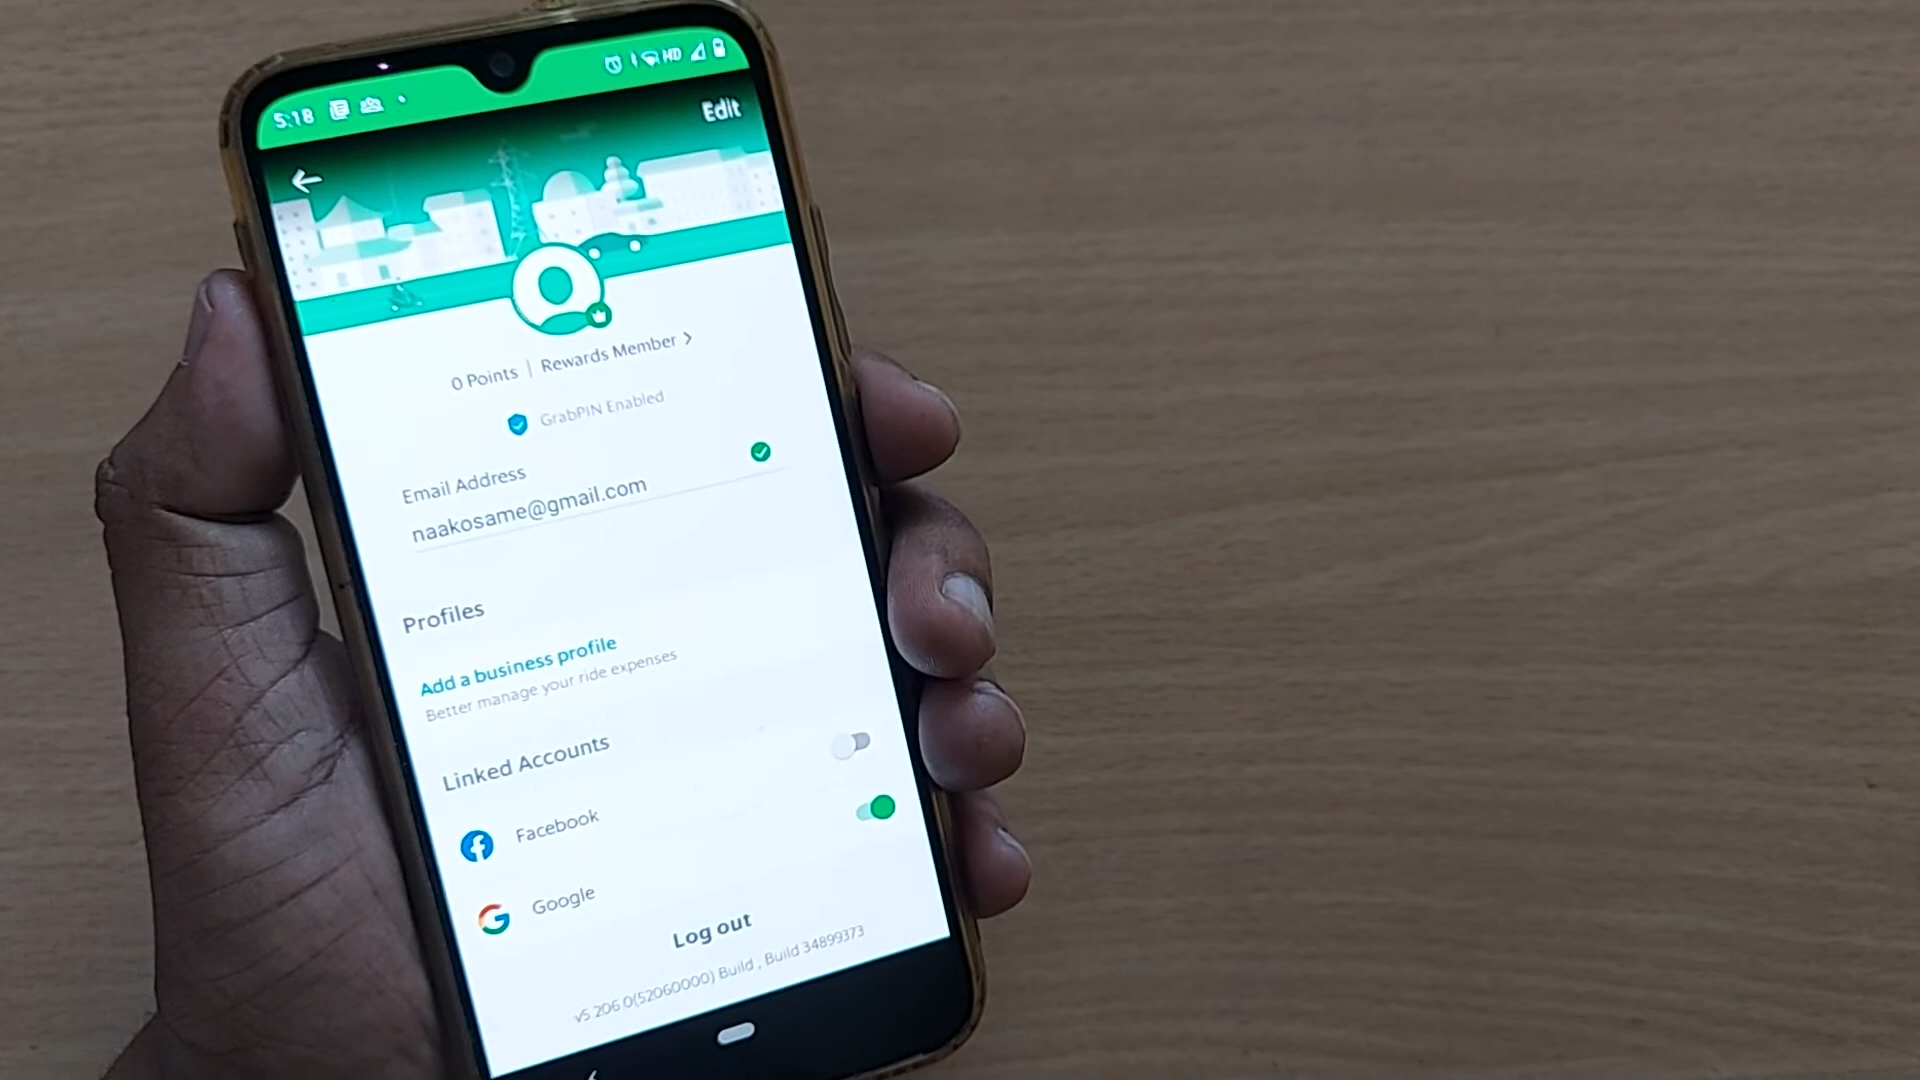 5:18
HD
Edit
0 Points | Rewards Member >
GrabPIN Enabled
Email Address
naakosame@gmail.com
Profiles
Add a business profile
Better manage your ride expenses
Linked Accounts
Facebook
Google
Log out
v5.206.0(52060000) Build , Build 34899373